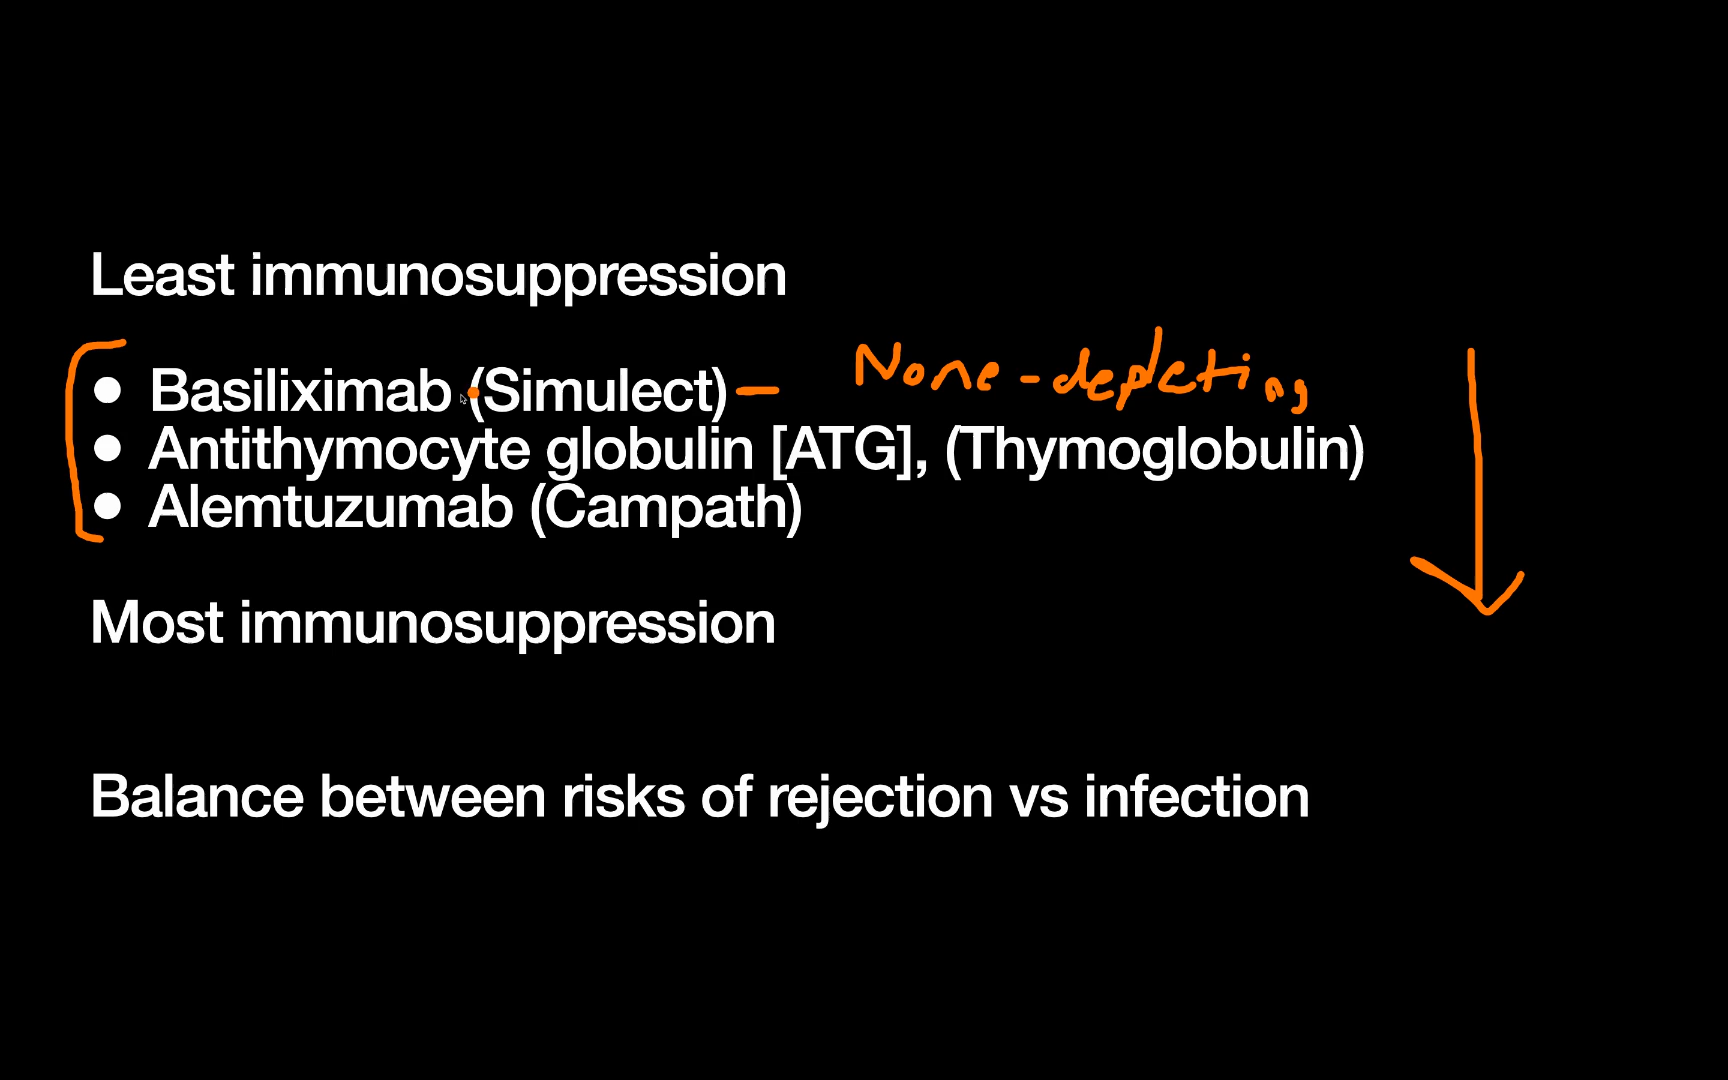 Least immunosuppression
• Basiliximab (Simulect) – None-depleting
• Antithymocyte globulin [ATG], (Thymoglobulin)
• Alemtuzumab (Campath)
Most immunosuppression
Balance between risks of rejection vs infection